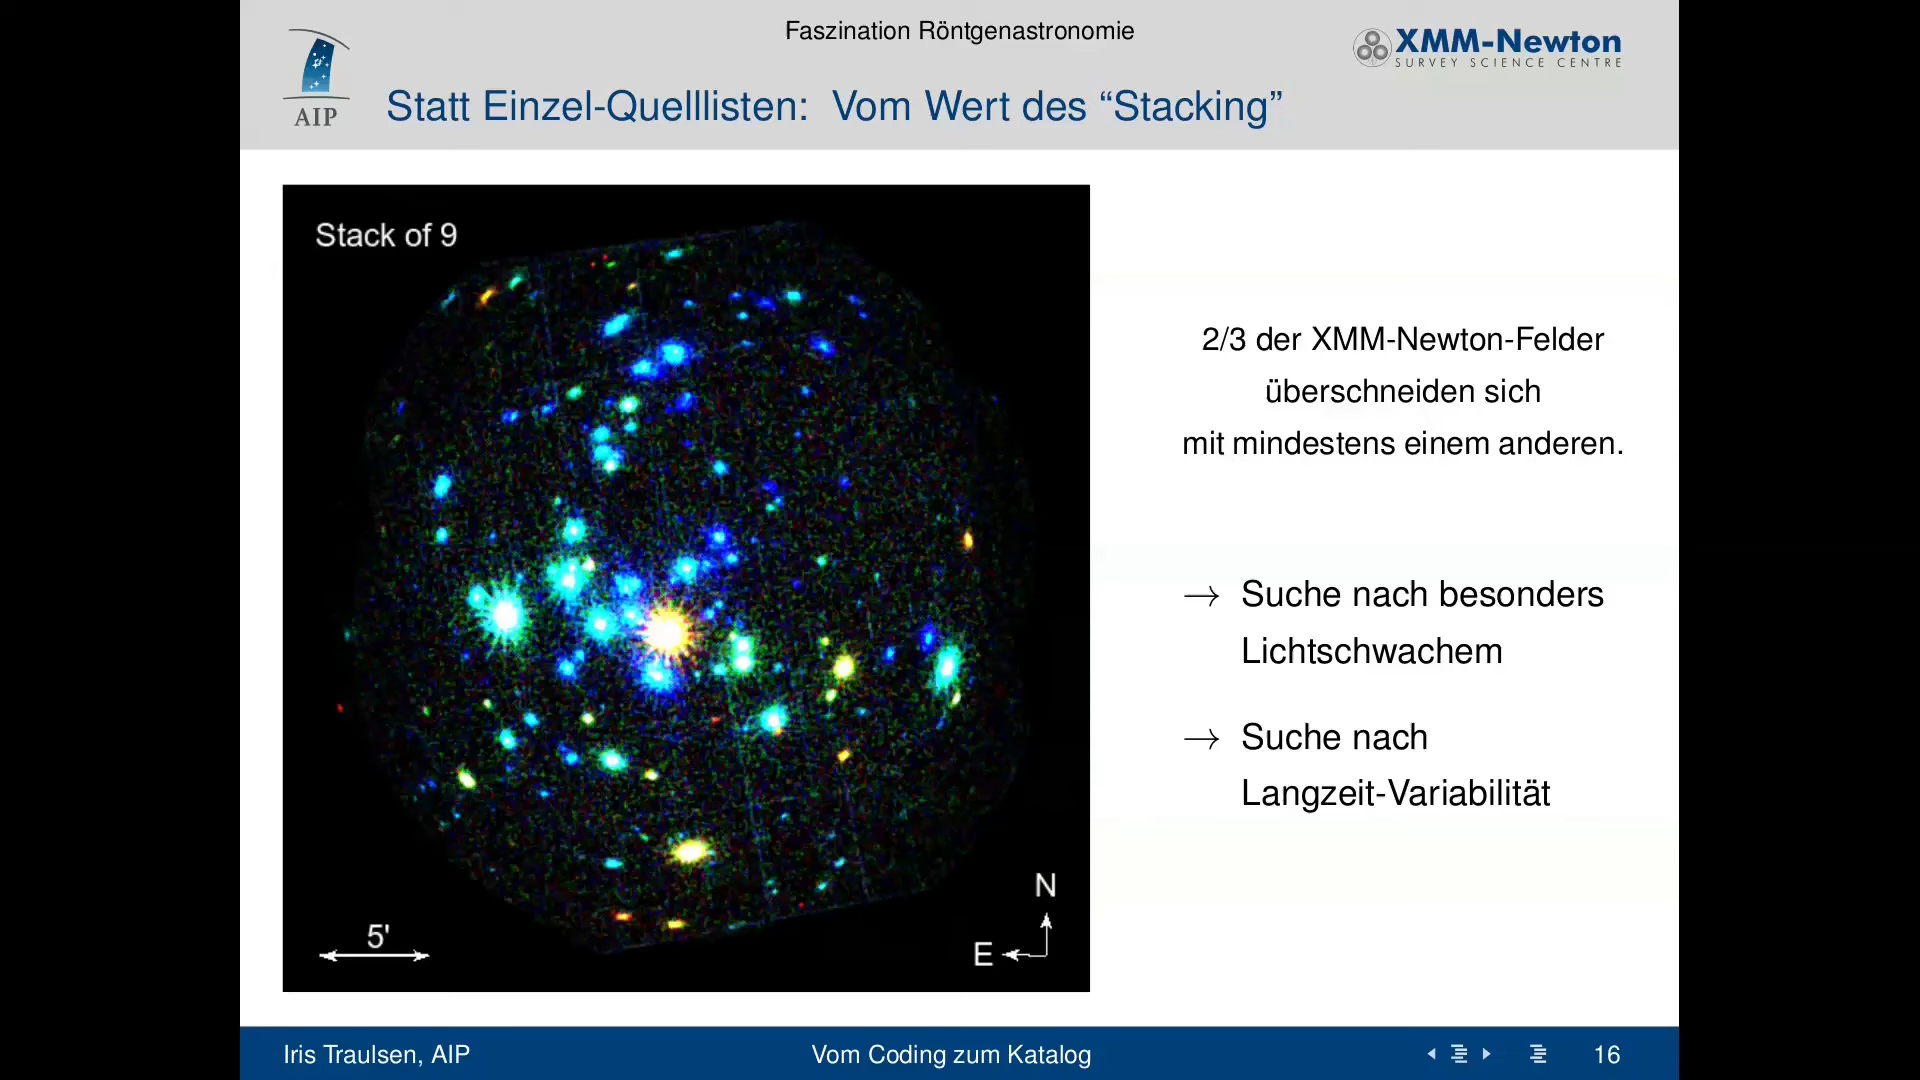 Faszination Röntgenastronomie
XMM-Newton
SURVEY SCIENCE CENTRE
AIP
Statt Einzel-Quelllisten: Vom Wert des “Stacking”
Stack of 9
5'
N
E
2/3 der XMM-Newton-Felder
überschneiden sich
mit mindestens einem anderen.
→ Suche nach besonders
Lichtschwachem
→ Suche nach
Langzeit-Variabilität
Iris Traulsen, AIP
Vom Coding zum Katalog
16